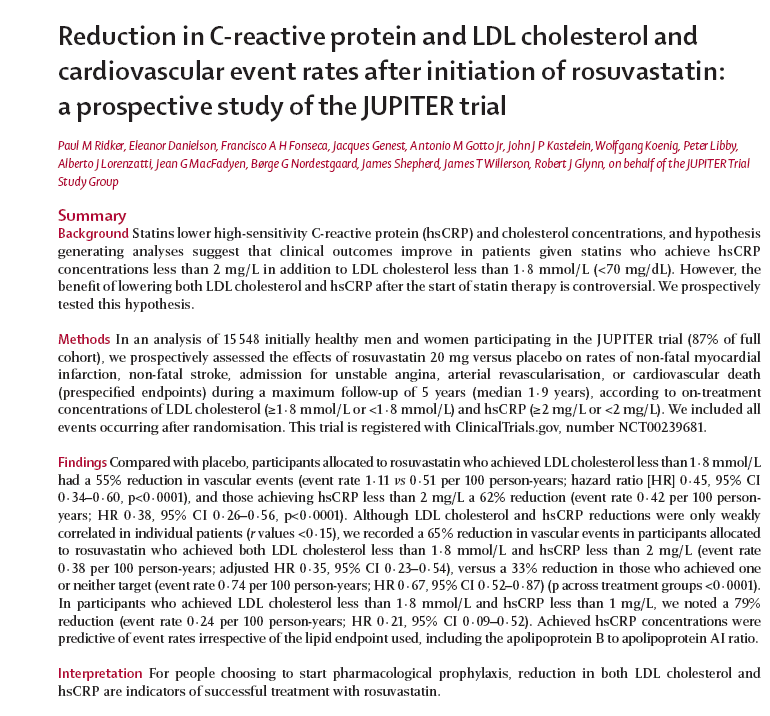 Reduction in C-reactive protein and LDL cholesterol and
cardiovascular event rates after initiation of rosuvastatin:
a prospective study of the JUPITER trial
Paul M Ridker, Eleanor Danielson, Francisco A H Fonseca, Jacques Genest, Antonio M Gotto Jr, John J P Kastelein, Wolfgang Koenig, Peter Libby,
Alberto J Lorenzatti, Jean G MacFadyen, Børge G Nordestgaard, James Shepherd, James T Willerson, Robert J Glynn, on behalf of the JUPITER Trial
Study Group
Summary
Background Statins lower high-sensitivity C-reactive protein (hsCRP) and cholesterol concentrations, and hypothesis
generating analyses suggest that clinical outcomes improve in patients given statins who achieve hsCRP
concentrations less than 2 mg/L in addition to LDL cholesterol less than 1·8 mmol/L (<70 mg/dL). However, the
benefit of lowering both LDL cholesterol and hsCRP after the start of statin therapy is controversial. We prospectively
tested this hypothesis.
Methods In an analysis of 15 548 initially healthy men and women participating in the JUPITER trial (87% of full
cohort), we prospectively assessed the effects of rosuvastatin 20 mg versus placebo on rates of non-fatal myocardial
infarction, non-fatal stroke, admission for unstable angina, arterial revascularisation, or cardiovascular death
(prespecified endpoints) during a maximum follow-up of 5 years (median 1·9 years), according to on-treatment
concentrations of LDL cholesterol (≥1·8 mmol/L or <1·8 mmol/L) and hsCRP (≥2 mg/L or <2 mg/L). We included all
events occurring after randomisation. This trial is registered with ClinicalTrials.gov, number NCT00239681.
Findings Compared with placebo, participants allocated to rosuvastatin who achieved LDL cholesterol less than 1·8 mmol/L
had a 55% reduction in vascular events (event rate 1·11 vs 0·51 per 100 person-years; hazard ratio [HR] 0·45, 95% CI
0·34–0·60, p<0·0001), and those achieving hsCRP less than 2 mg/L a 62% reduction (event rate 0·42 per 100 person-
years; HR 0·38, 95% CI 0·26–0·56, p<0·0001). Although LDL cholesterol and hsCRP reductions were only weakly
correlated in individual patients (r values <0·15), we recorded a 65% reduction in vascular events in participants allocated
to rosuvastatin who achieved both LDL cholesterol less than 1·8 mmol/L and hsCRP less than 2 mg/L (event rate
0·38 per 100 person-years; adjusted HR 0·35, 95% CI 0·23–0·54), versus a 33% reduction in those who achieved one
or neither target (event rate 0·74 per 100 person-years; HR 0·67, 95% CI 0·52–0·87) (p across treatment groups <0·0001).
In participants who achieved LDL cholesterol less than 1·8 mmol/L and hsCRP less than 1 mg/L, we noted a 79%
reduction (event rate 0·24 per 100 person-years; HR 0·21, 95% CI 0·09–0·52). Achieved hsCRP concentrations were
predictive of event rates irrespective of the lipid endpoint used, including the apolipoprotein B to apolipoprotein AI ratio.
Interpretation For people choosing to start pharmacological prophylaxis, reduction in both LDL cholesterol and
hsCRP are indicators of successful treatment with rosuvastatin.